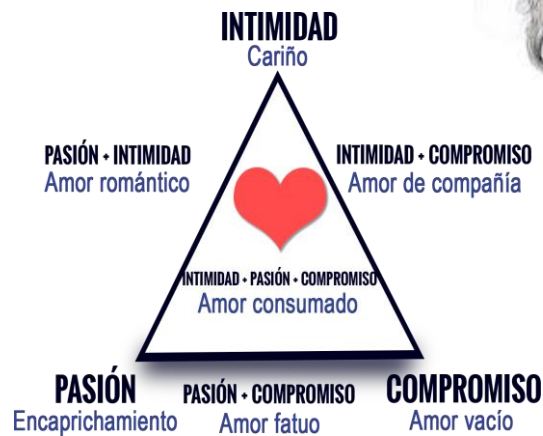 INTIMIDAD
Cariño
PASIÓN + INTIMIDAD
Amor romántico
INTIMIDAD + COMPROMISO
Amor de compañía
INTIMIDAD + PASIÓN + COMPROMISO
Amor consumado
PASIÓN
Encaprichamiento
PASIÓN + COMPROMISO
Amor fatuo
COMPROMISO
Amor vacío